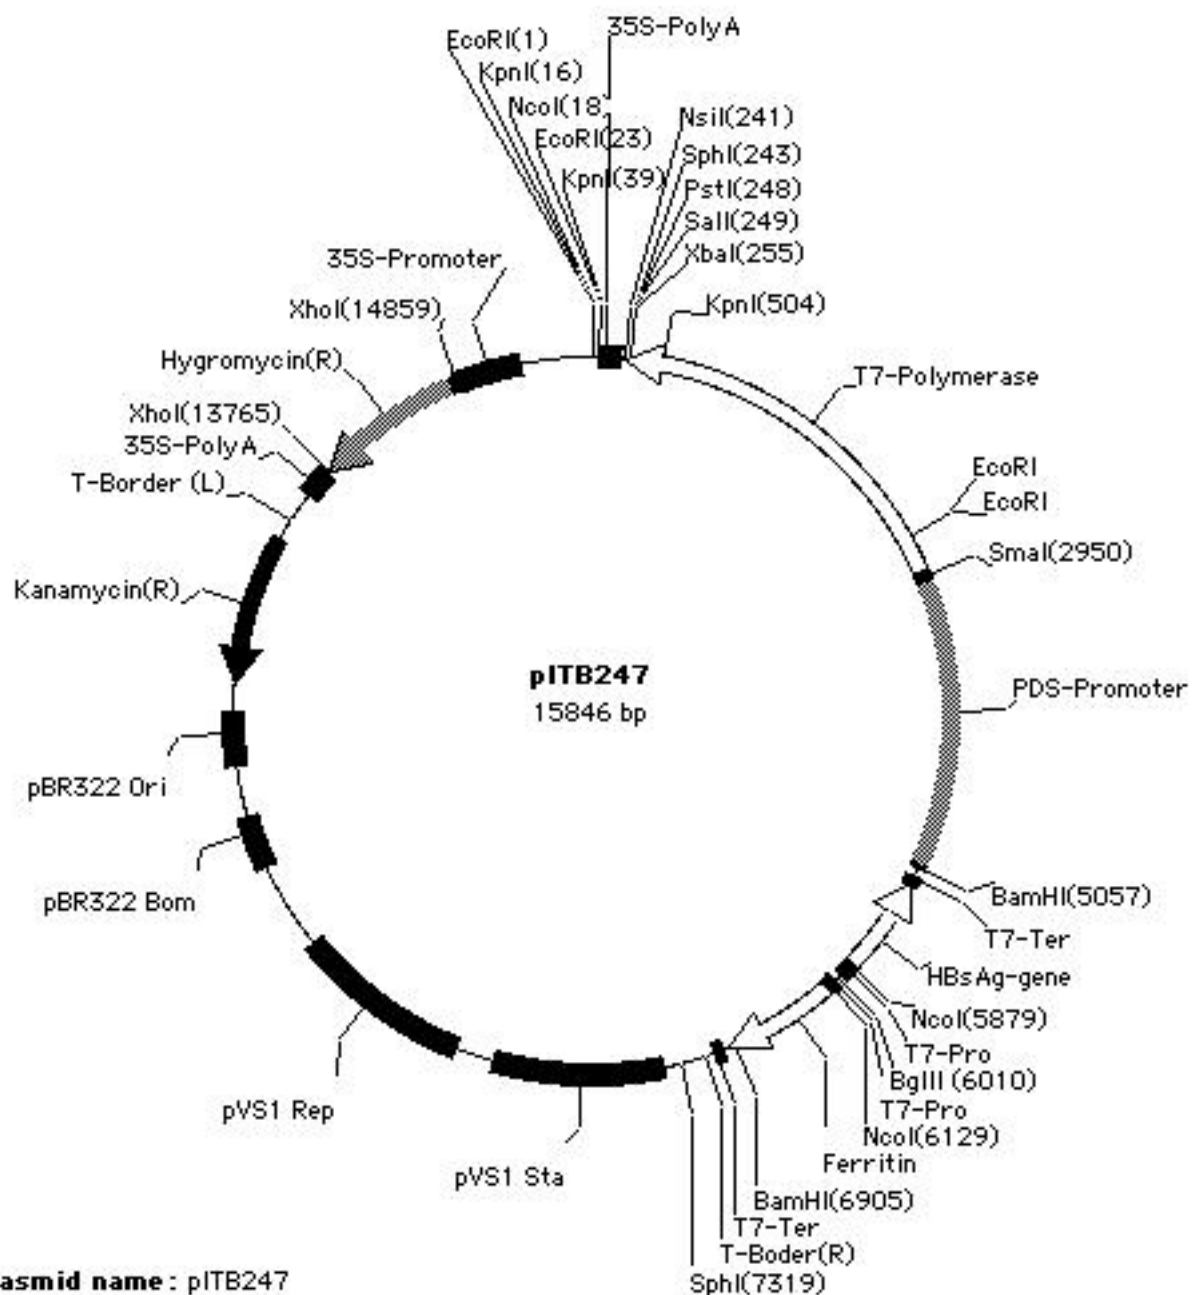 35S-PolyA
EcoRI(1)
KpnI(16)
NcoI(18)
EcoRI(23)
KpnI(39)
NsiI(241)
SphI(243)
PstI(248)
SalI(249)
XbaI(255)
KpnI(504)
35S-Promoter
XhoI(14859)
Hygromycin(R)
XhoI(13765)
35S-PolyA
T-Border (L)
Kanamycin(R)
T7-Polymerase
EcoRI
EcoRI
SmaI(2950)
pITB247
15846 bp
PDS-Promoter
pBR322 Ori
pBR322 Bom
BamHI(5057)
T7-Ter
HBsAg-gene
NcoI(5879)
T7-Pro
BglII(6010)
T7-Pro
NcoI(6129)
Ferritin
pVS1 Rep
pVS1 Sta
BamHI(6905)
T7-Ter
T-Boder(R)
SphI(7319)
asmid name: pITB247